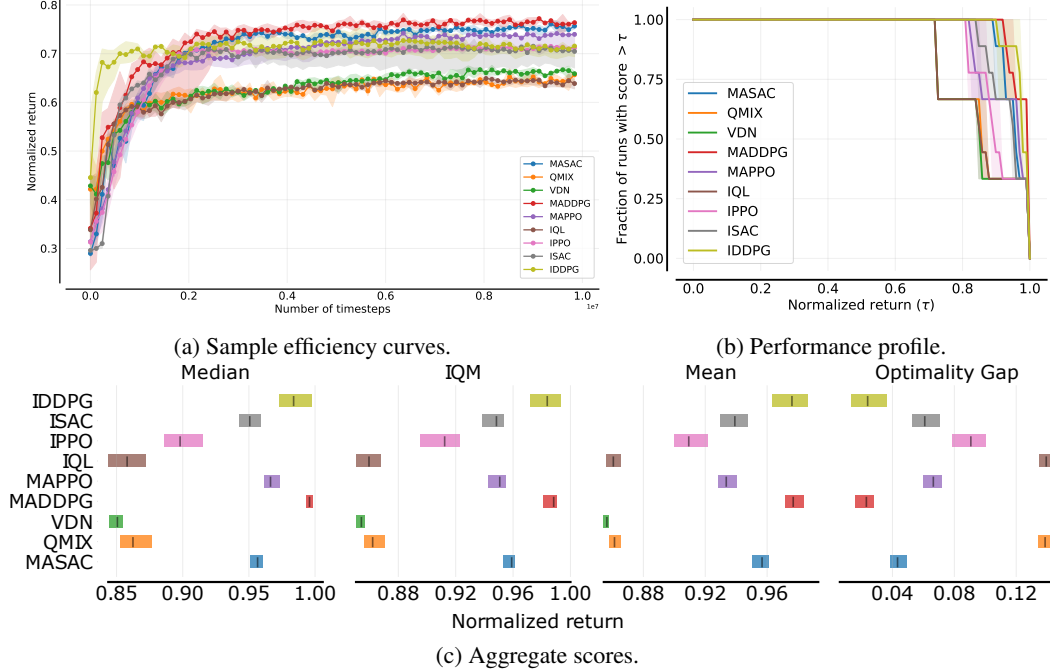 0.8
0.7
0.6
0.5
0.4
0.3
Normalized return
0.0 0.2 0.4 0.6 0.8 1.0
Number of timesteps
1e7
MASAC
QMIX
VDN
MADDPG
MAPPO
IQL
IPPO
ISAC
IDDPG
1.00
0.75
0.50
0.25
0.00
Fraction of runs with score > τ
MASAC
QMIX
VDN
MADDPG
MAPPO
IQL
IPPO
ISAC
IDDPG
0.0 0.2 0.4 0.6 0.8 1.0
Normalized return (τ)
(a) Sample efficiency curves.
(b) Performance profile.
Median IQM Mean Optimality Gap
IDDPG
ISAC
IPPO
IQL
MAPPO
MADDPG
VDN
QMIX
MASAC
0.85 0.90 0.95 1.00 0.88 0.92 0.96 1.00 0.88 0.92 0.96 0.04 0.08 0.12
Normalized return
(c) Aggregate scores.